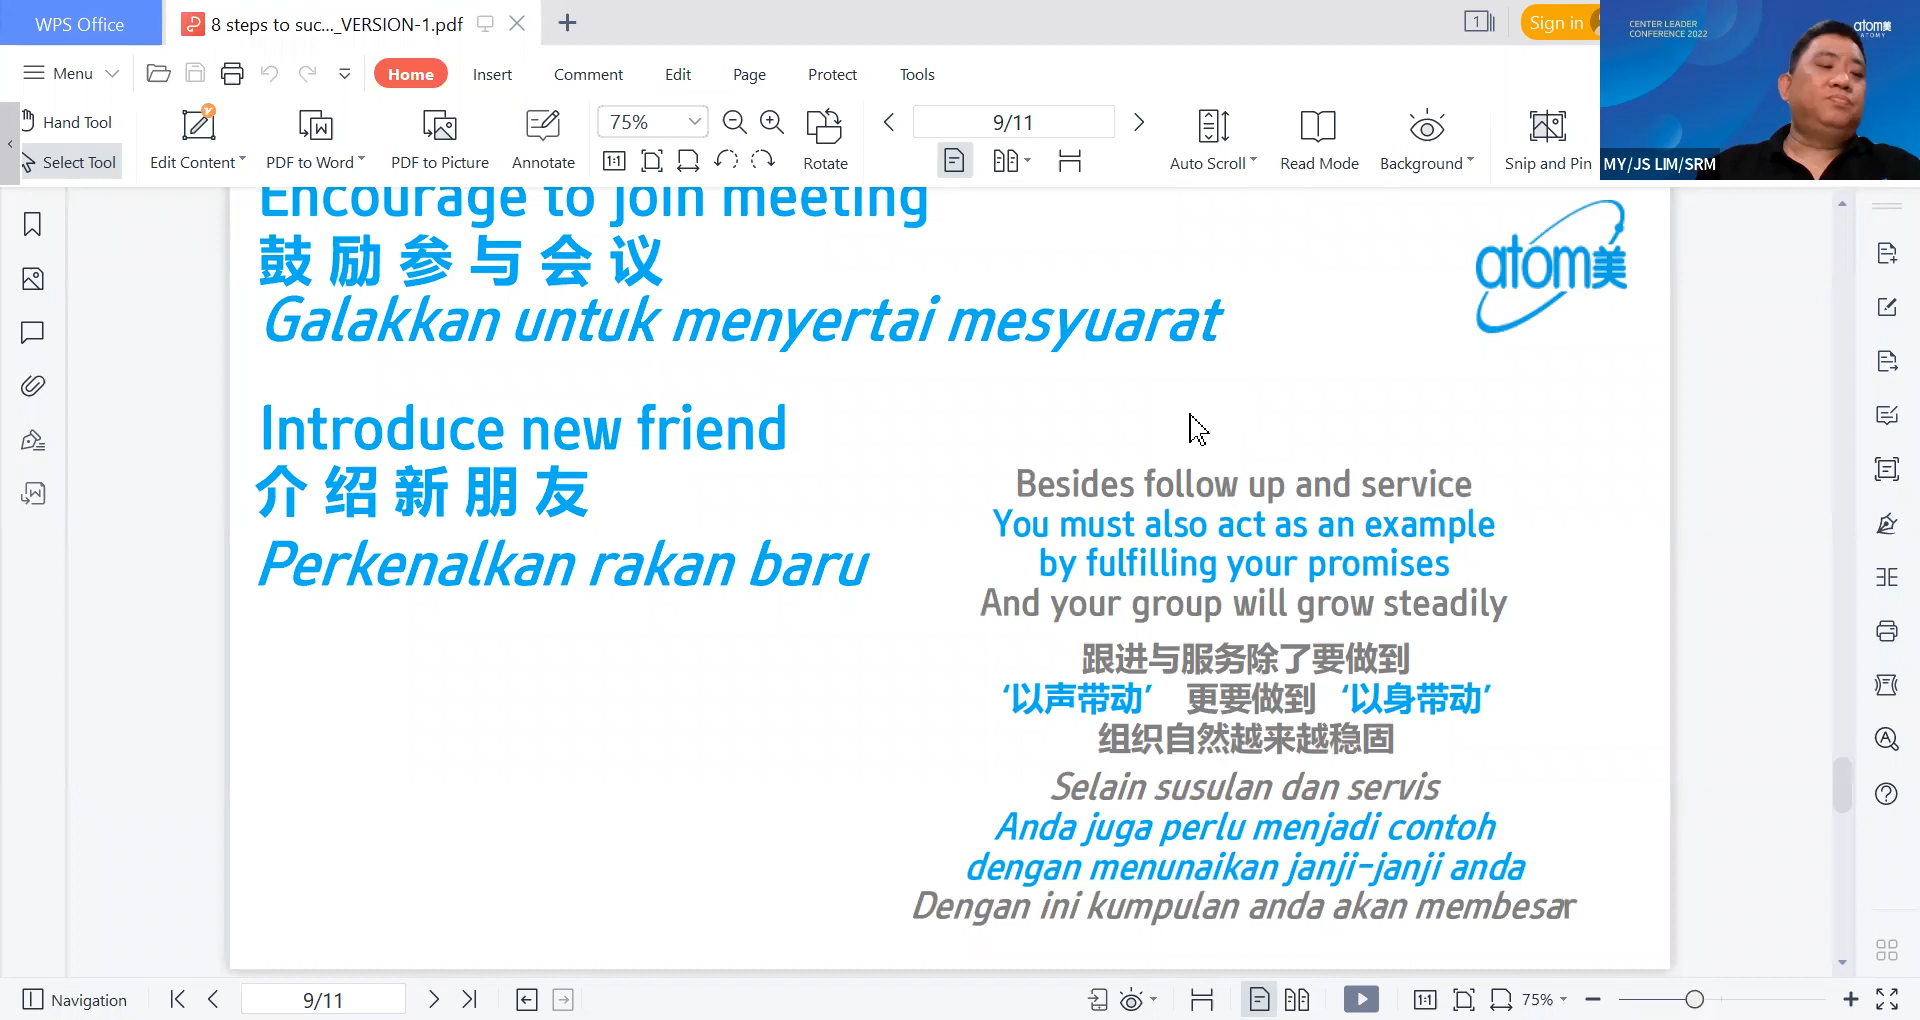 WPS Office
8 steps to suc..._VERSION-1.pdf
1
Sign in
CENTER LEADER
CONFERENCE 2022
atom美
ATOMY
MY/JS LIM/SRM
Menu
Home
Insert
Comment
Edit
Page
Protect
Tools
Hand Tool
Select Tool
Edit Content
PDF to Word
PDF to Picture
Annotate
75%
1:1
Rotate
9/11
Auto Scroll
Read Mode
Background
Snip and Pin
Encourage to join meeting
鼓励参与会议
Galakkan untuk menyertai mesyuarat
atom美
Introduce new friend
介绍新朋友
Perkenalkan rakan baru
Besides follow up and service
You must also act as an example
by fulfilling your promises
And your group will grow steadily
跟进与服务除了要做到
‘以声带动’ 更要做到 ‘以身带动’
组织自然越来越稳固
Selain susulan dan servis
Anda juga perlu menjadi contoh
dengan menunaikan janji-janji anda
Dengan ini kumpulan anda akan membesar
Navigation
9/11
1:1
75%